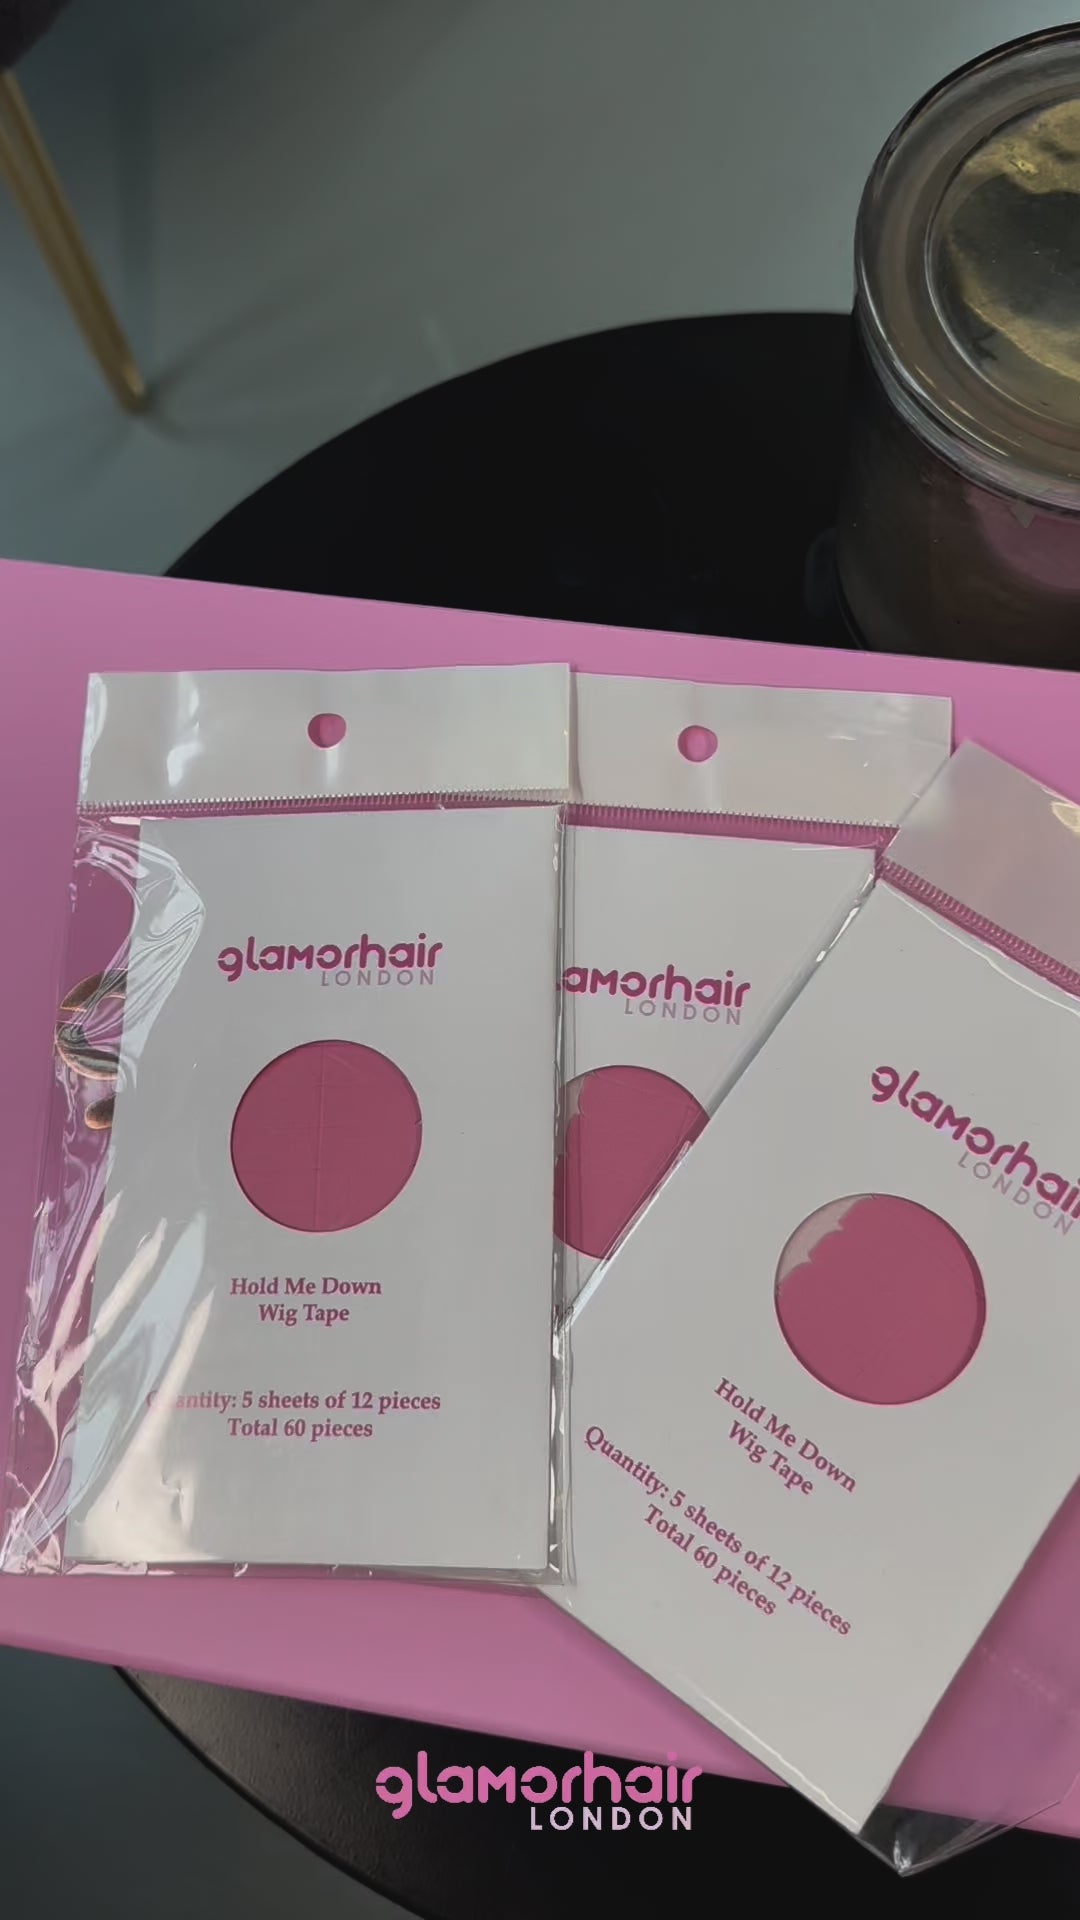 glamorhair
LONDON
Hold Me Down
Wig Tape
Quantity: 5 sheets of 12 pieces
Total 60 pieces
amorhair
LONDON
glamorhair
LONDON
Hold Me Down
Wig Tape
Quantity: 5 sheets of 12 pieces
Total 60 pieces
glamorhair
LONDON